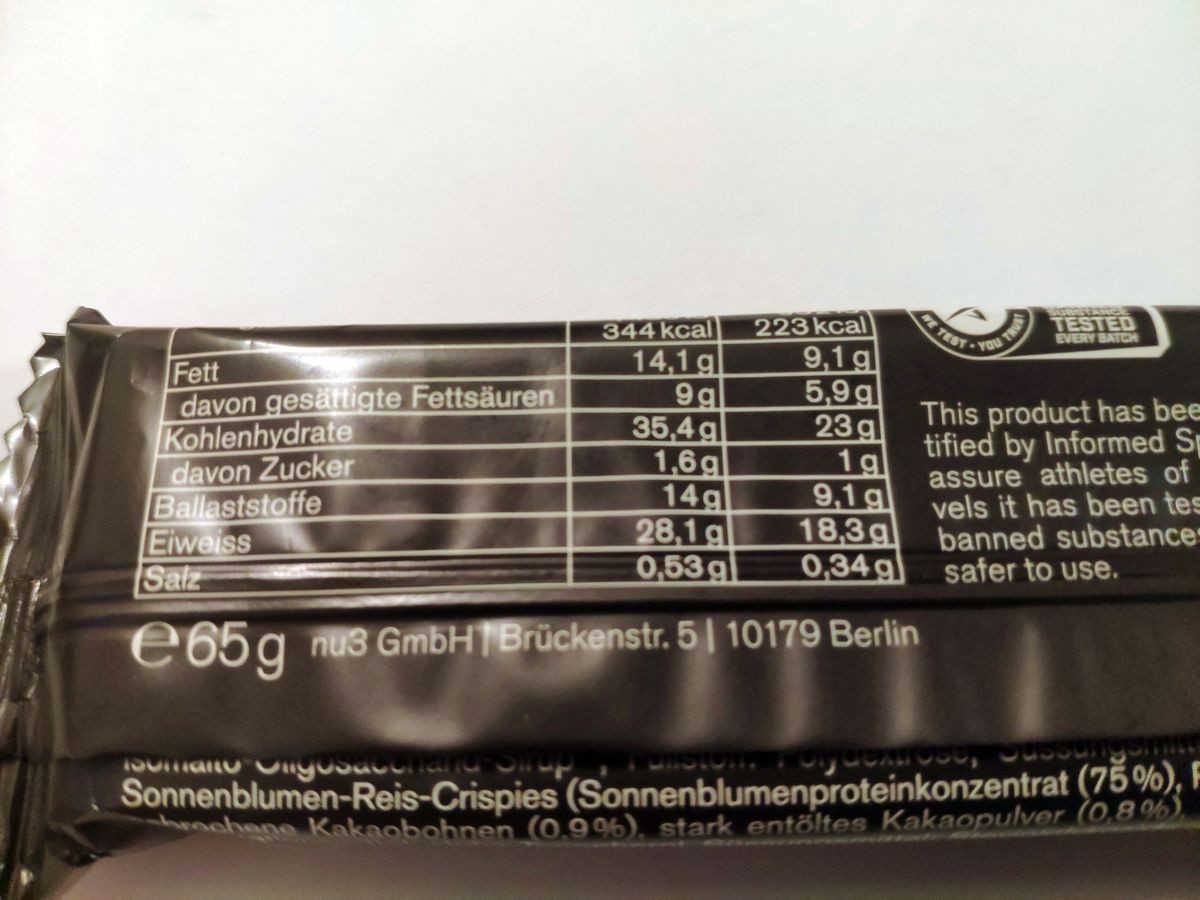 344 kcal 223 kcal
Fett 14,1 g 9,1 g
davon gesättigte Fettsäuren 9 g 5,9 g
Kohlenhydrate 35,4 g 23 g
davon Zucker 1,6 g 1 g
Ballaststoffe 14 g 9,1 g
Eiweiss 28,1 g 18,3 g
Salz 0,53 g 0,34 g
WE TEST • YOU TRUST
SUBSTANCE
TESTED
EVERY BATCH
This product has bee
tified by Informed Sp
assure athletes of
vels it has been tes
banned substances
safer to use.
e 65 g nu3 GmbH | Brückenstr. 5 | 10179 Berlin
Polydextrose,
Sonnenblumen-Reis-Crispies (Sonnenblumenproteinkonzentrat (75 %),
Kakaobohnen (0,9 %), stark entöltes Kakaopulver (0,8 %)